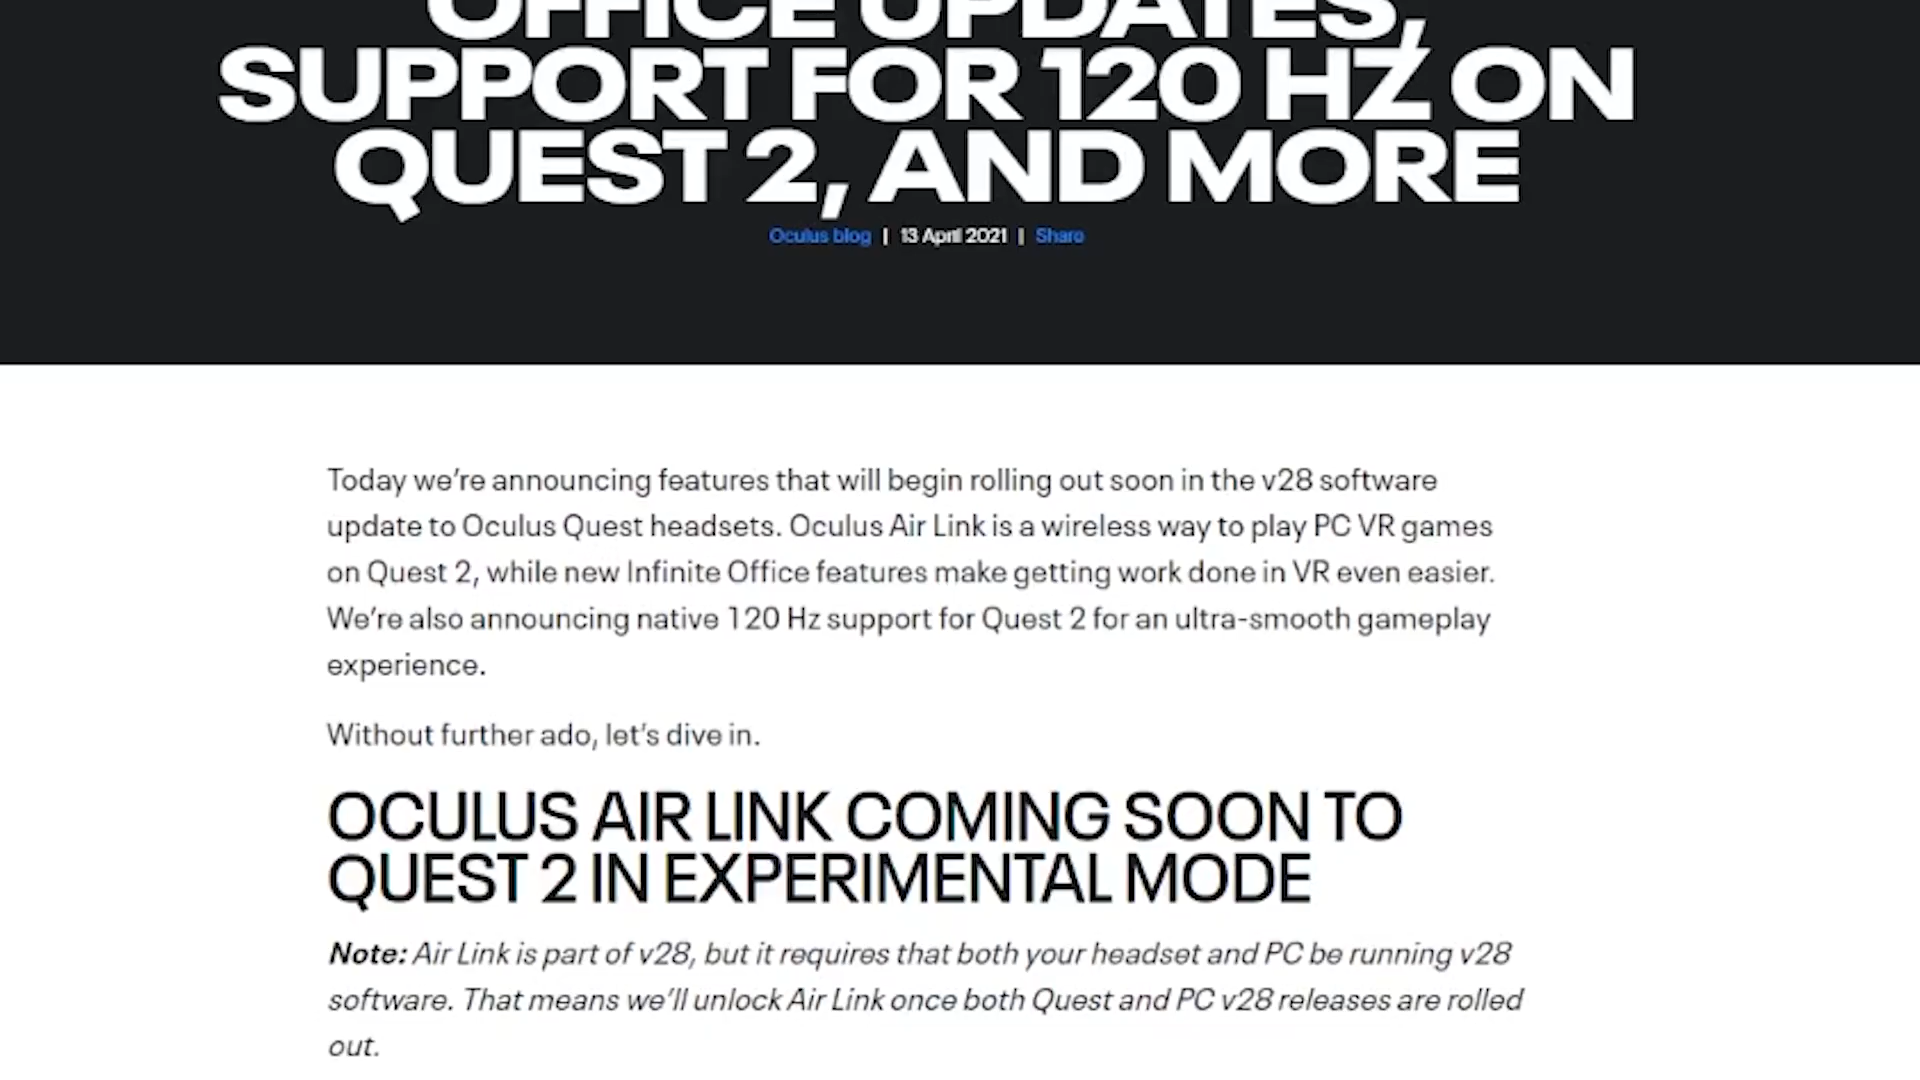 OFFICE UPDATES,
SUPPORT FOR 120 HZ ON
QUEST 2, AND MORE
Oculus blog | 13 April 2021 | Share
Today we’re announcing features that will begin rolling out soon in the v28 software
update to Oculus Quest headsets. Oculus Air Link is a wireless way to play PC VR games
on Quest 2, while new Infinite Office features make getting work done in VR even easier.
We’re also announcing native 120 Hz support for Quest 2 for an ultra-smooth gameplay
experience.
Without further ado, let’s dive in.
OCULUS AIR LINK COMING SOON TO
QUEST 2 IN EXPERIMENTAL MODE
Note: Air Link is part of v28, but it requires that both your headset and PC be running v28
software. That means we’ll unlock Air Link once both Quest and PC v28 releases are rolled
out.